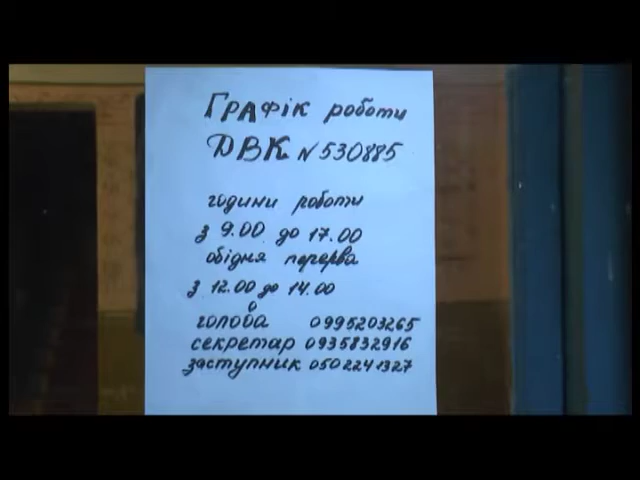 Графік роботи
ДВК N 530885
години роботи
з 9.00 до 17.00
обідня перерва
з 12.00 до 14.00
голова 0995203265
секретар 0935832916
заступник 0502241327